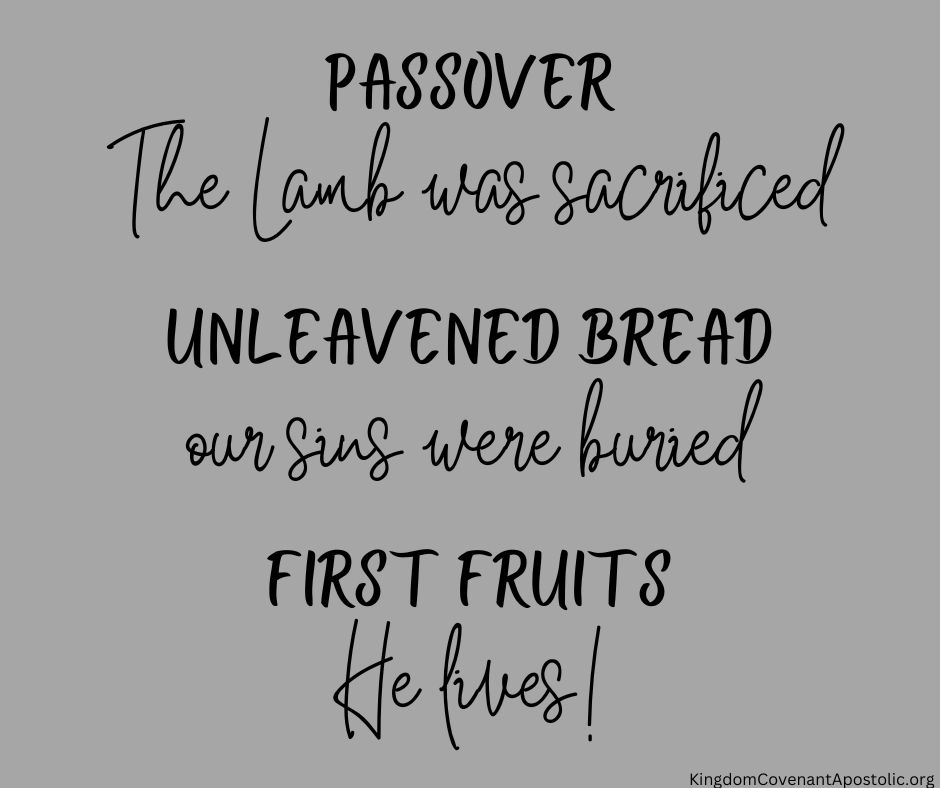 PASSOVER
The Lamb was sacrificed
UNLEAVENED BREAD
our sins were buried
FIRST FRUITS
He lives!
KingdomCovenantApostolic.org